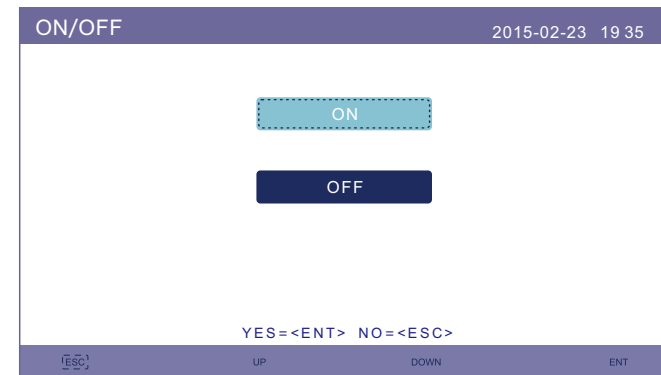 ON/OFF 2015-02-23 19 35
ON
OFF
YES=<ENT> NO=<ESC>
ESC UP DOWN ENT